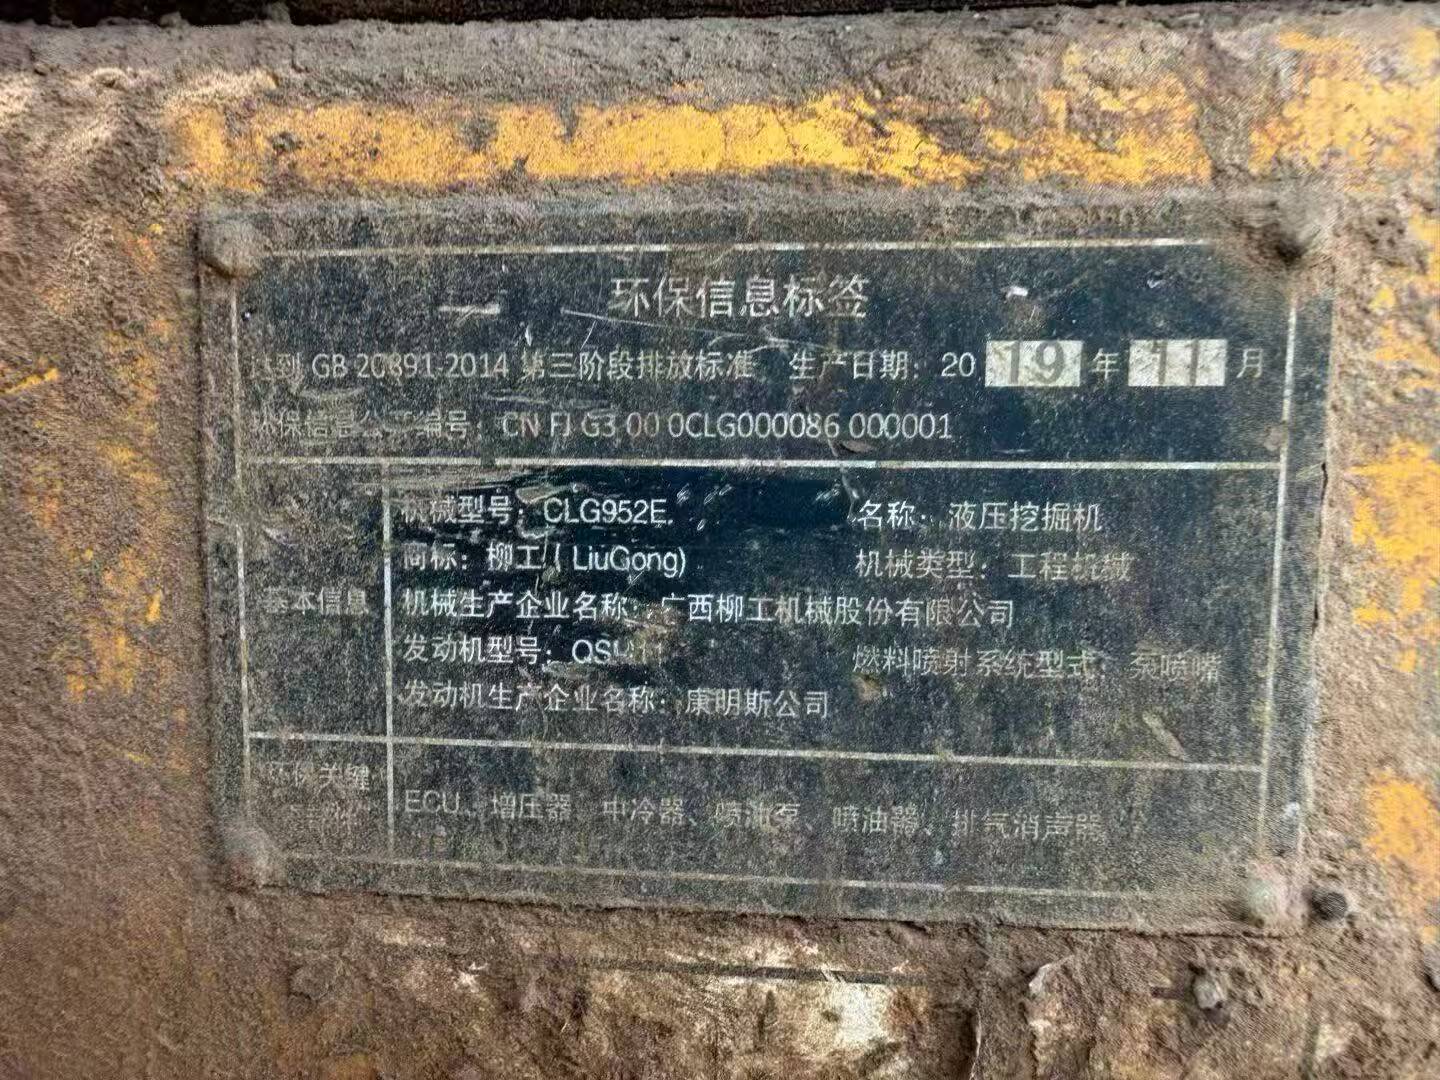 环保信息标签
达到 GB 20891-2014 第三阶段排放标准 生产日期：2019年11月
环保信息公开编号：CN FJ G3 00 0CLG000086 000001
基本信息
机械型号：CLG952E 名称：液压挖掘机
商标：柳工（LiuGong) 机械类型：工程机械
机械生产企业名称：广西柳工机械股份有限公司
发动机型号： 燃料喷射系统型式：泵喷嘴
发动机生产企业名称：康明斯公司
环保关键
ECU、增压器、中冷器、喷油泵、喷油器、排气消声器